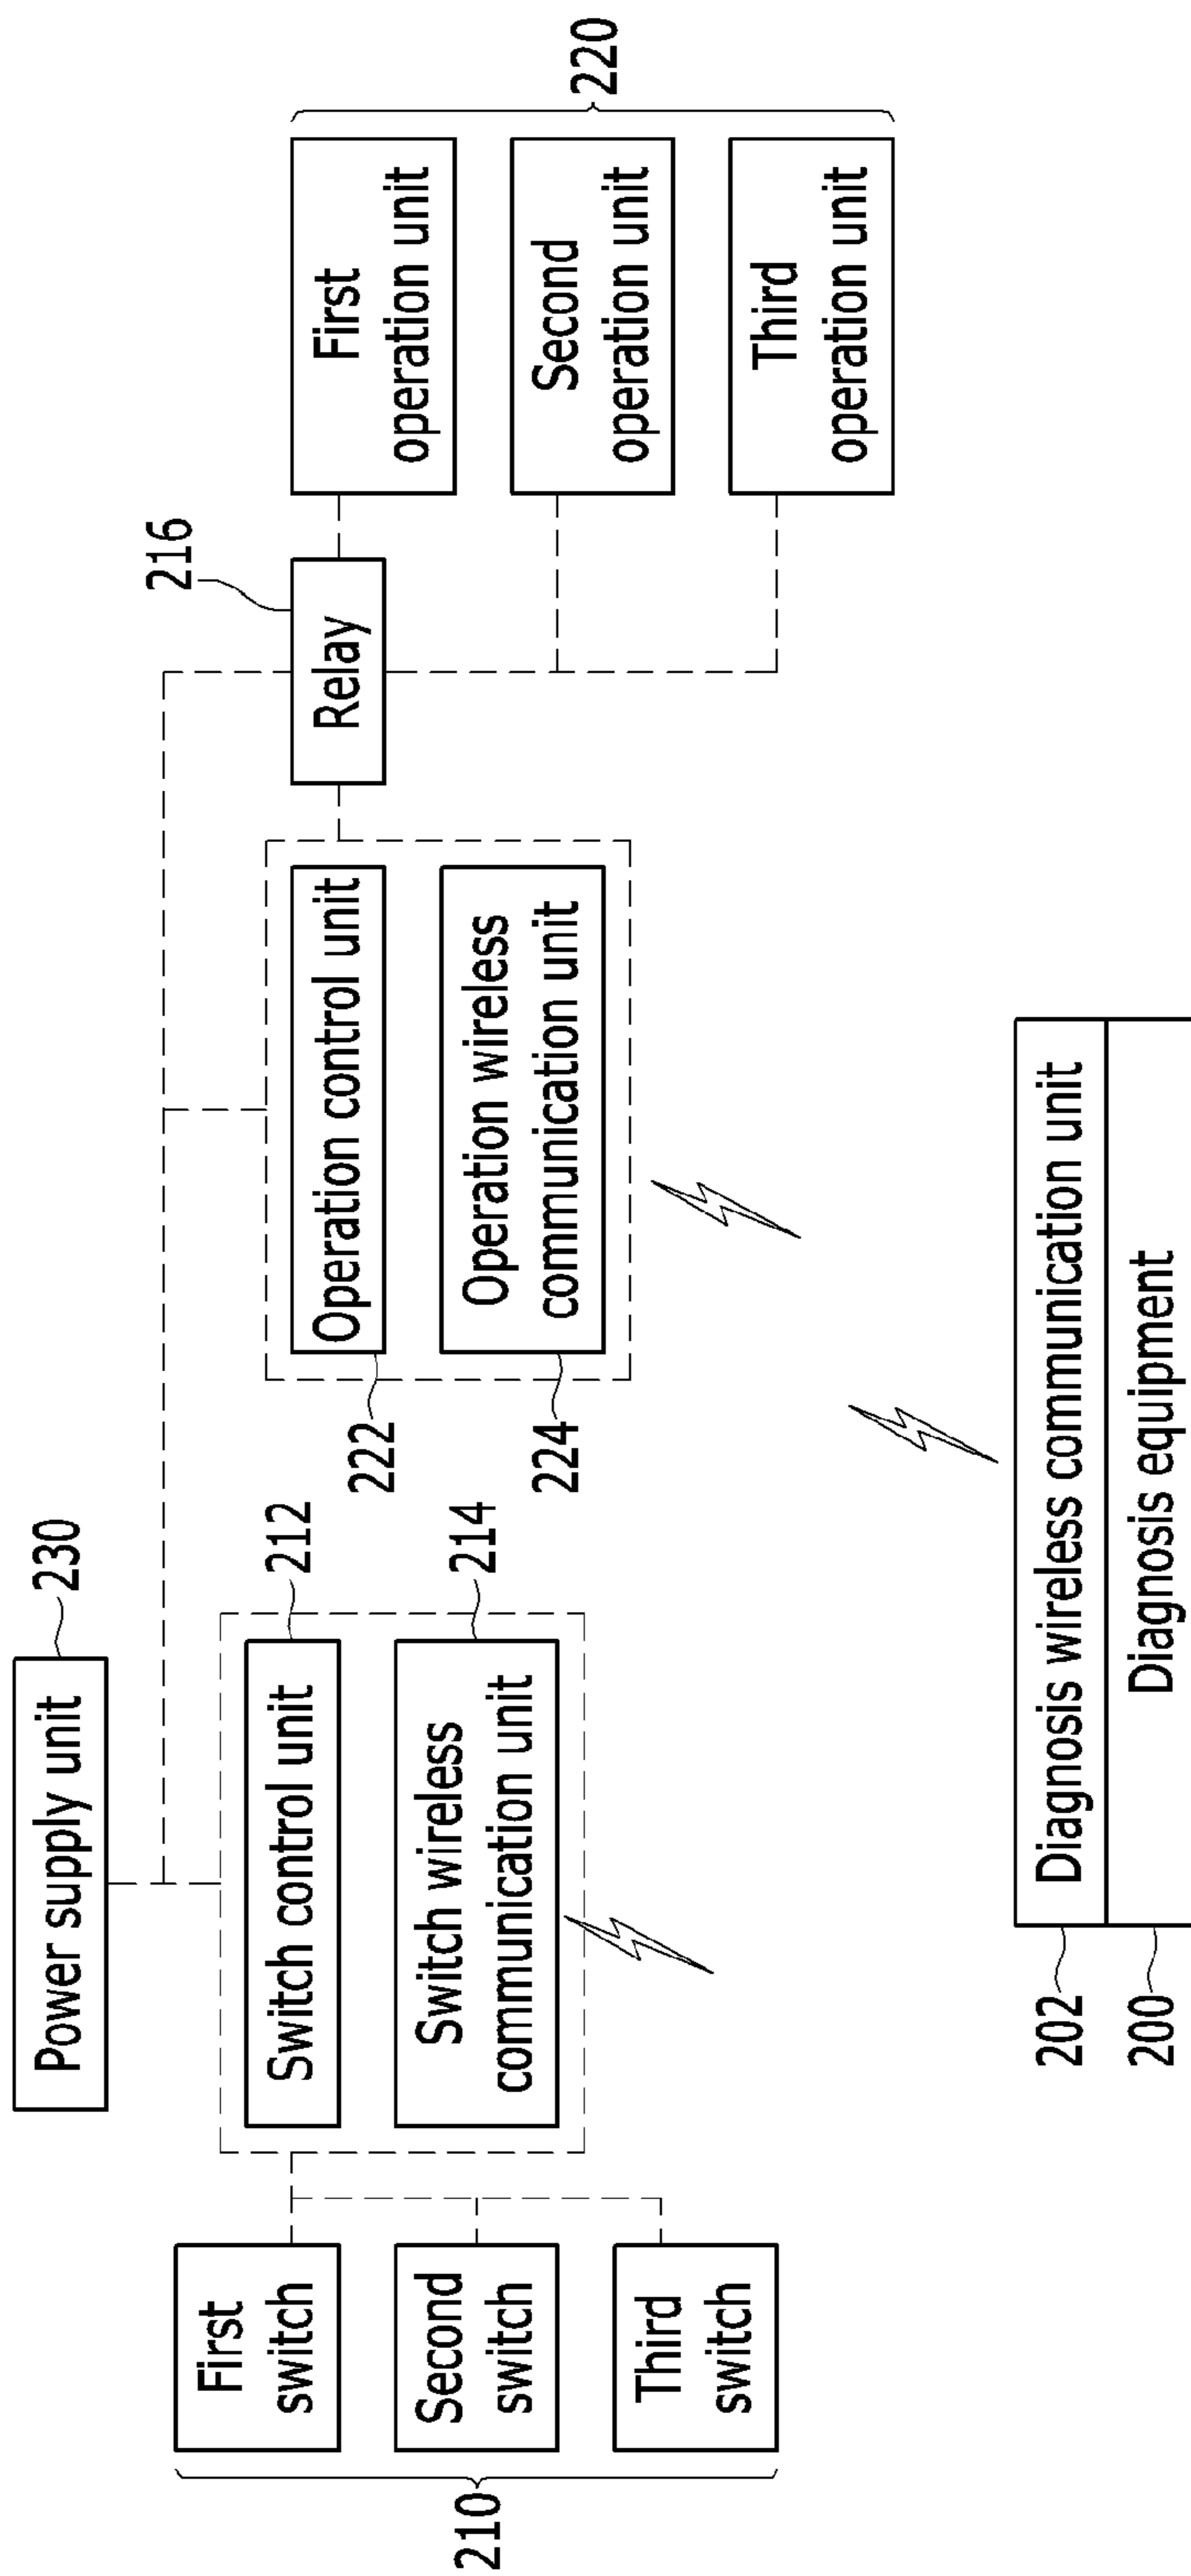 Power supply unit
230
First
switch
Second
switch
Third
switch
210
Switch control unit
212
Switch wireless
communication unit
214
Operation control unit
222
Operation wireless
communication unit
224
Relay
216
First
operation unit
Second
operation unit
Third
operation unit
220
Diagnosis wireless communication unit
202
Diagnosis equipment
200